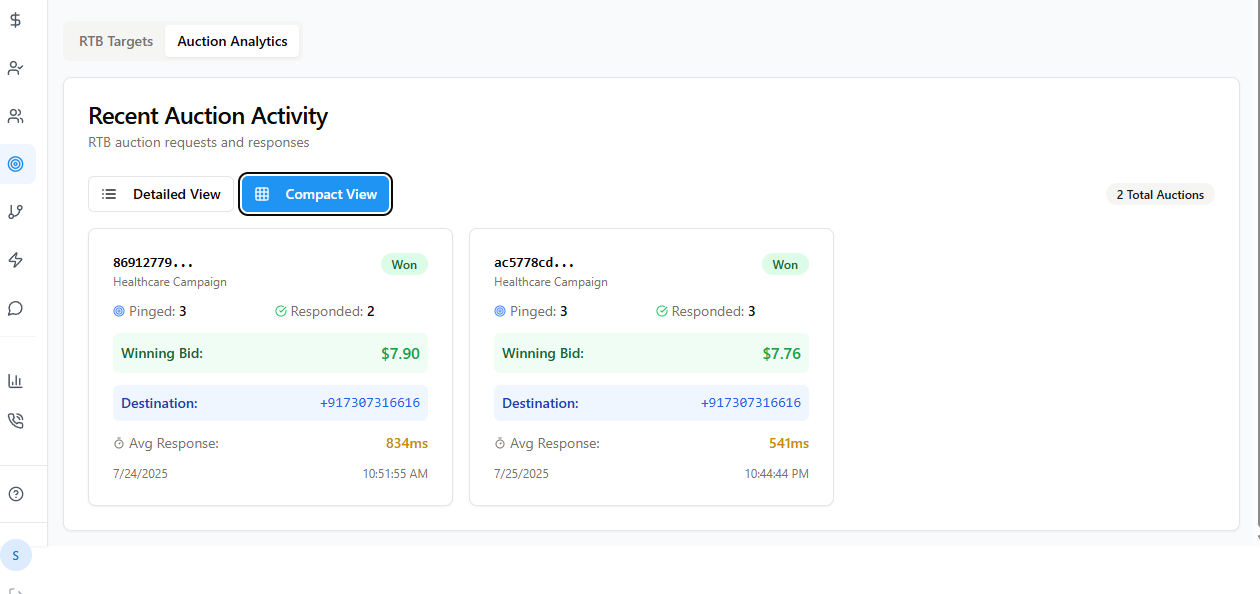 RTB Targets Auction Analytics
Recent Auction Activity
RTB auction requests and responses
Detailed View Compact View 2 Total Auctions
86912779... Won
Healthcare Campaign
Pinged: 3 Responded: 2
Winning Bid: $7.90
Destination: +917307316616
Avg Response: 834ms
7/24/2025 10:51:55 AM
ac5778cd... Won
Healthcare Campaign
Pinged: 3 Responded: 3
Winning Bid: $7.76
Destination: +917307316616
Avg Response: 541ms
7/25/2025 10:44:44 PM
S